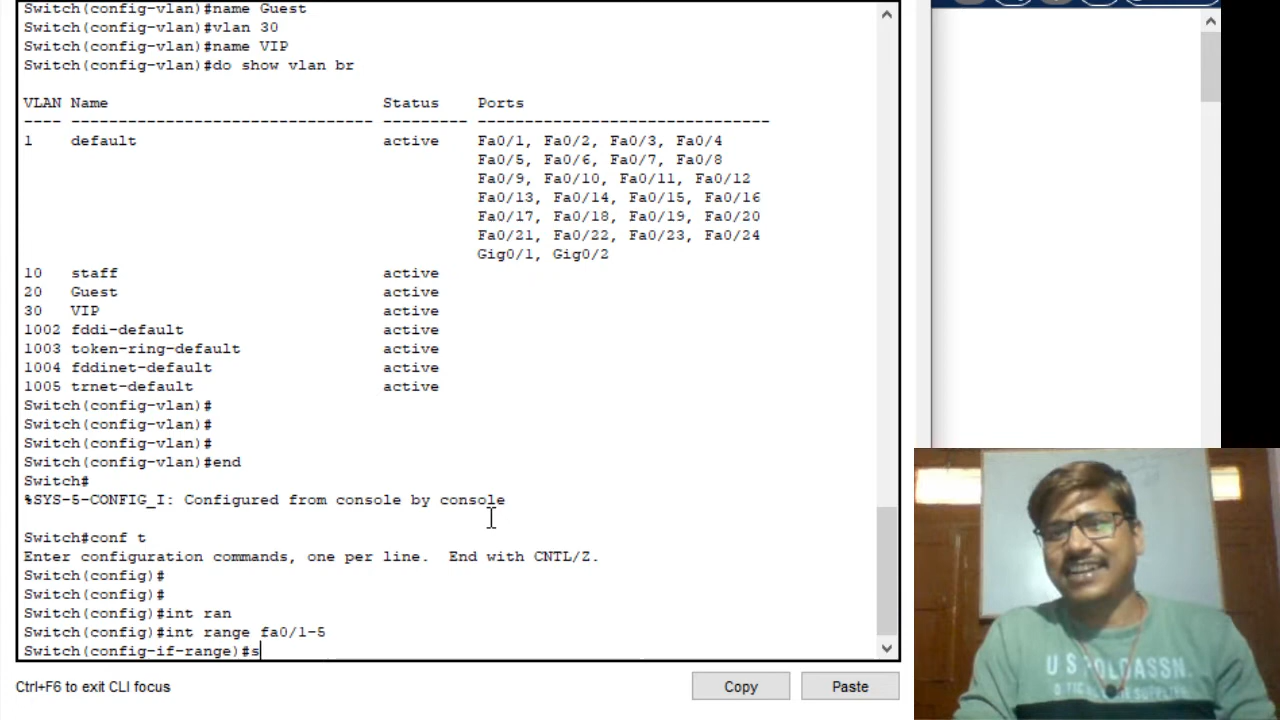 Switch(config-vlan)#name Guest
Switch(config-vlan)#vlan 30
Switch(config-vlan)#name VIP
Switch(config-vlan)#do show vlan br
VLAN Name                             Status    Ports
---- -------------------------------- --------- -------------------------------
1    default                          active    Fa0/1, Fa0/2, Fa0/3, Fa0/4
                                                Fa0/5, Fa0/6, Fa0/7, Fa0/8
                                                Fa0/9, Fa0/10, Fa0/11, Fa0/12
                                                Fa0/13, Fa0/14, Fa0/15, Fa0/16
                                                Fa0/17, Fa0/18, Fa0/19, Fa0/20
                                                Fa0/21, Fa0/22, Fa0/23, Fa0/24
                                                Gig0/1, Gig0/2
10   staff                            active
20   Guest                            active
30   VIP                              active
1002 fddi-default                     active
1003 token-ring-default               active
1004 fddinet-default                  active
1005 trnet-default                    active
Switch(config-vlan)#
Switch(config-vlan)#
Switch(config-vlan)#
Switch(config-vlan)#end
Switch#
%SYS-5-CONFIG_I: Configured from console by console
Switch#conf t
Enter configuration commands, one per line.  End with CNTL/Z.
Switch(config)#
Switch(config)#
Switch(config)#int ran
Switch(config)#int range fa0/1-5
Switch(config-if-range)#s
Ctrl+F6 to exit CLI focus
Copy
Paste
U S POLO ASSN.